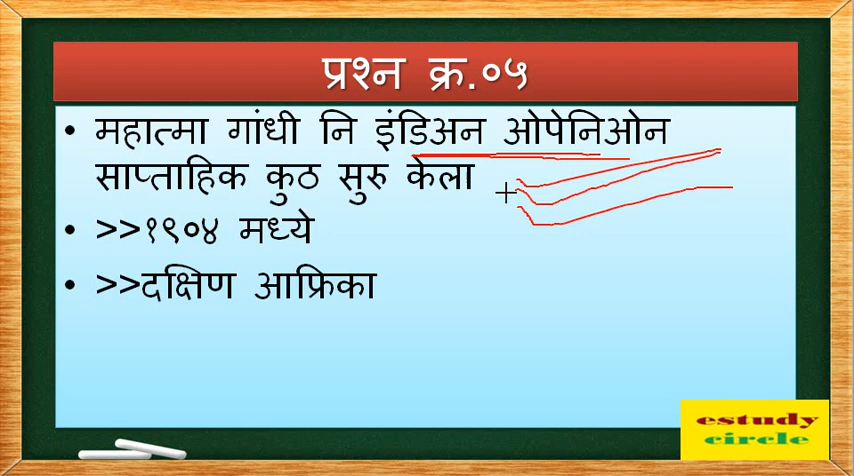 प्रश्न क्र.०५
• महात्मा गांधी नि इंडिअन ओपेनिओन
साप्ताहिक कुठ सुरु केला
• >>१९०४ मध्ये
• >>दक्षिण आफ्रिका
estudy
circle